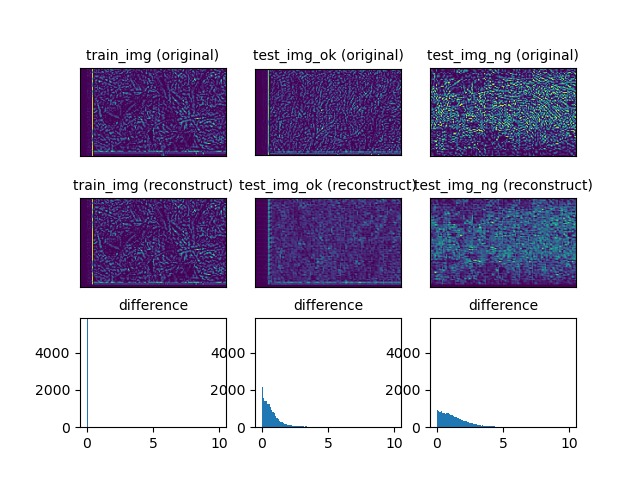 train_img (original)
test_img_ok (original)
test_img_ng (original)
train_img (reconstruct)
test_img_ok (reconstruct)
test_img_ng (reconstruct)
difference
difference
difference
4000
2000
0
0
5
10
4000
2000
0
0
5
10
4000
2000
0
0
5
10